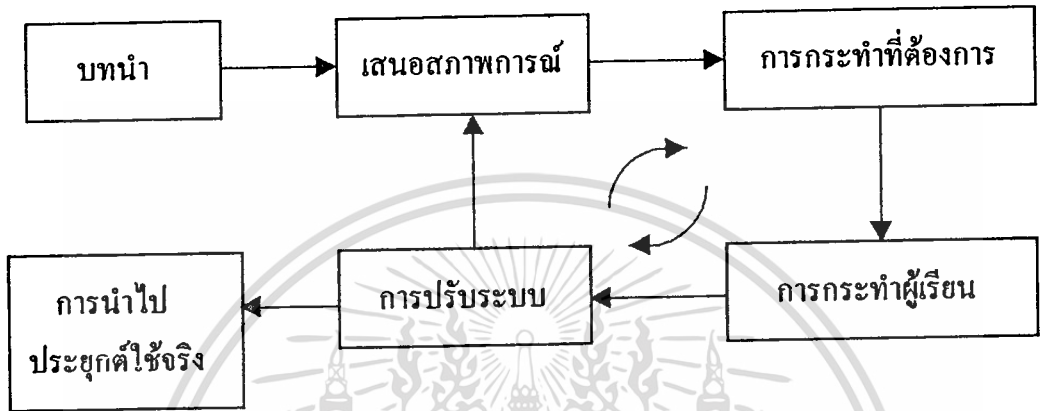 บทนำ
เสนอสภาพการณ์
การกระทำที่ต้องการ
การนำไป
ประยุกต์ใช้จริง
การปรับระบบ
การกระทำผู้เรียน